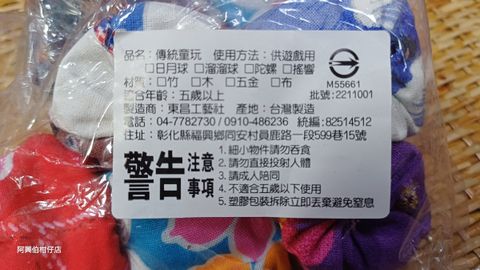 品名：傳統童玩　使用方法：供遊戲用
□日月球　□溜溜球　□陀螺　□搖響
材質：□竹　□木　□五金　□布
適合年齡：五歲以上
M55661
批號：2211001
製造商：東昌工藝社　產地：台灣製造
電話：04-7782730 / 0910-486236　統編：82514512
住址：彰化縣福興鄉同安村員鹿路一段599巷15號
警告 注意事項
1. 細小物件請勿吞食
2. 請勿直接投射人體
3. 請成人陪同
4. 不適合五歲以下使用
5. 塑膠包裝拆除立即丟棄避免窒息
阿興伯柑仔店